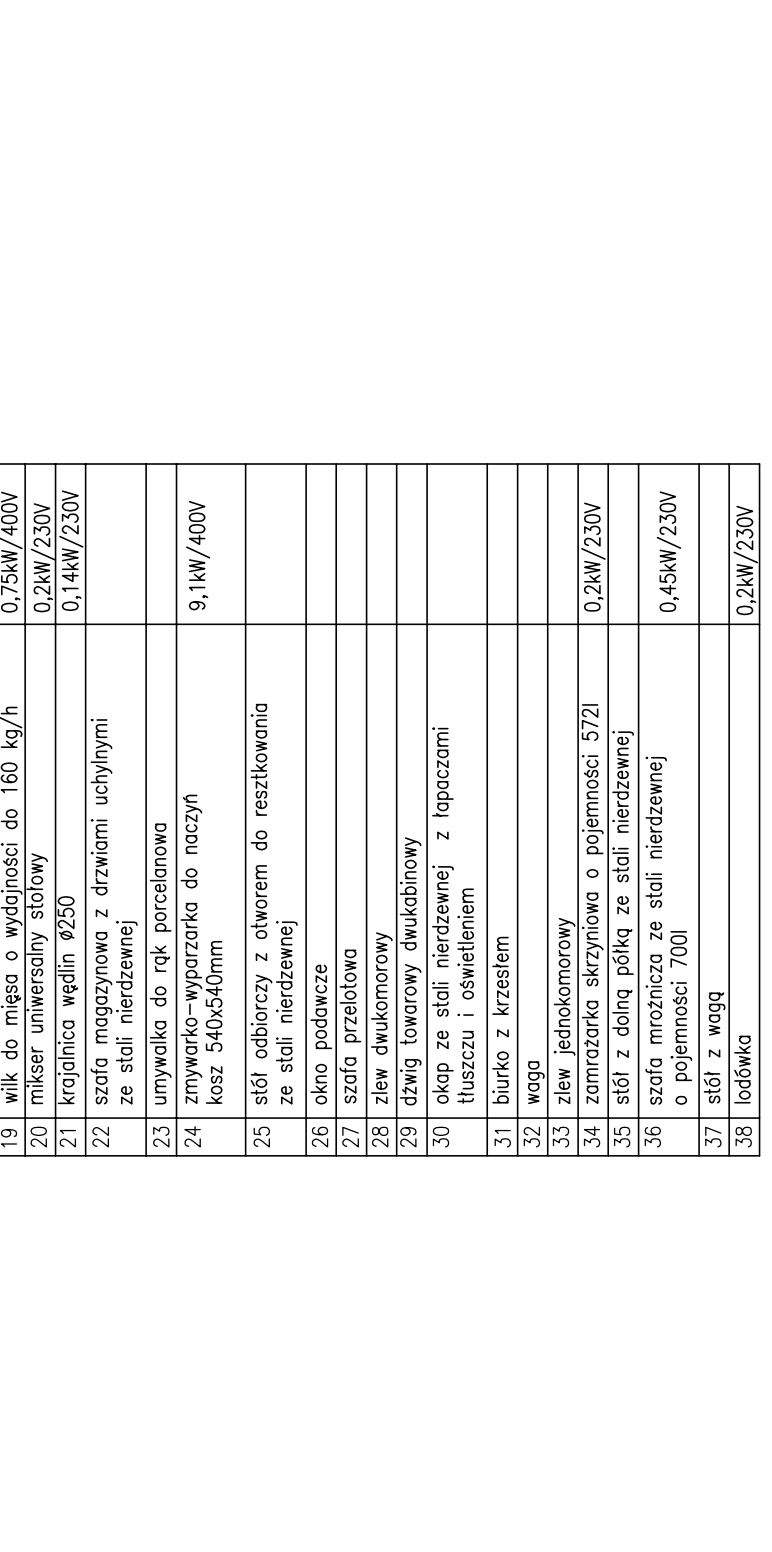 19 wilk do mięsa o wydajności do 160 kg/h 0,75kW/400V
20 mikser uniwersalny stołowy 0,2kW/230V
21 krajalnica wędlin ø250 0,14kW/230V
22 szafa magazynowa z drzwiami uchylnymi
ze stali nierdzewnej
23 umywalka do rąk porcelanowa
24 zmywarko-wyparzarka do naczyń 9,1kW/400V
kosz 540x540mm
25 stół odbiorczy z otworem do resztkowania
ze stali nierdzewnej
26 okno podawcze
27 szafa przelotowa
28 zlew dwukomorowy
29 dźwig towarowy dwukabinowy
30 okap ze stali nierdzewnej z łapaczami
tłuszczu i oświetleniem
31 biurko z krzesłem
32 waga
33 zlew jednokomorowy
34 zamrażarka skrzyniowa o pojemności 572l 0,2kW/230V
35 stół z dolną półką ze stali nierdzewnej
36 szafa mroźnicza ze stali nierdzewnej 0,45kW/230V
o pojemności 700l
37 stół z wagą
38 lodówka 0,2kW/230V